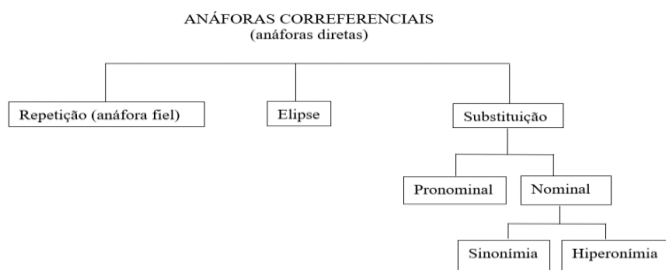 ANÁFORAS CORREFERENCIAIS
(anáforas diretas)
Repetição (anáfora fiel)
Elipse
Substituição
Pronominal
Nominal
Sinonímia
Hiperonímia